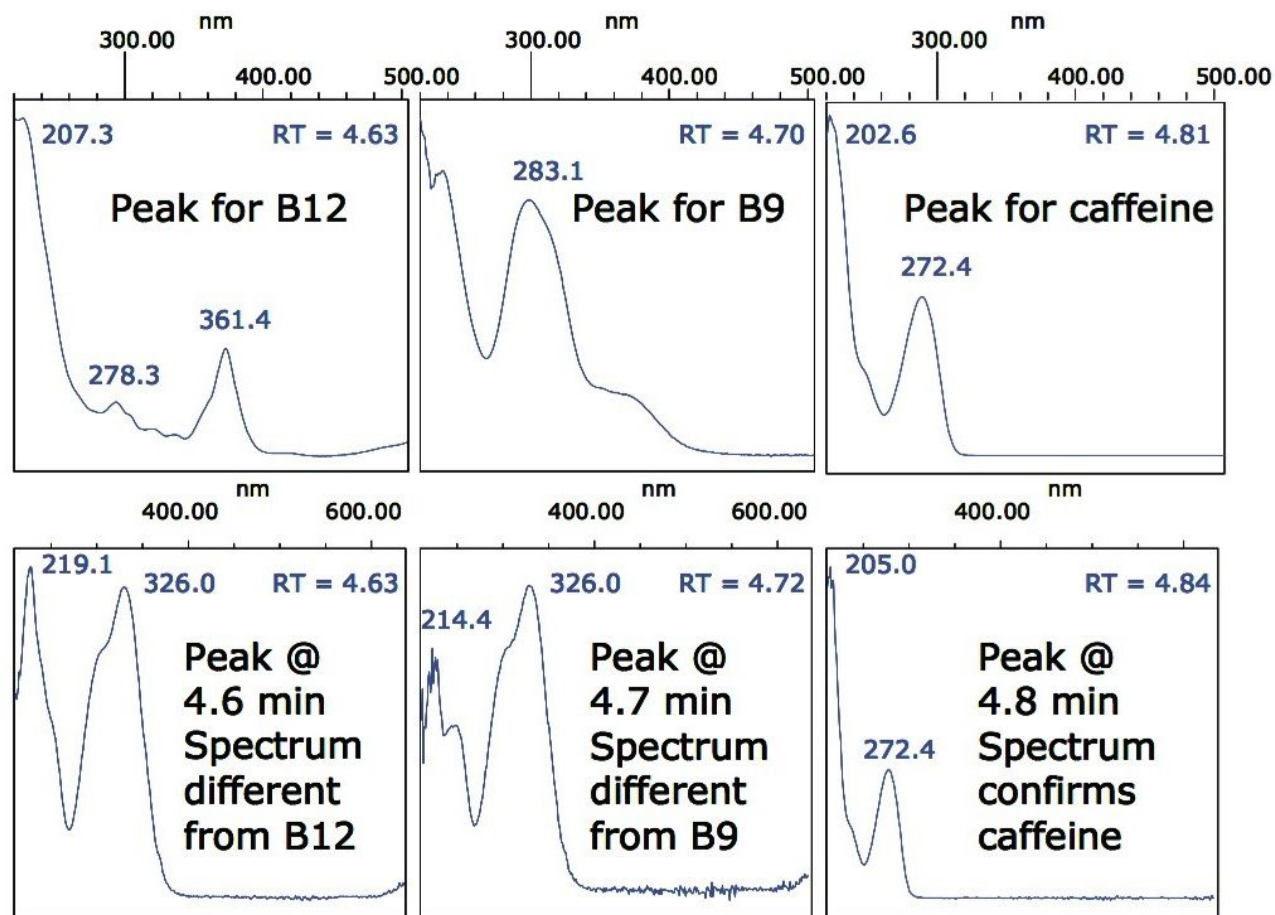 nm nm nm
300.00 300.00 300.00
400.00 500.00 400.00 500.00 400.00 500.00
207.3 RT = 4.63
Peak for B12
361.4
278.3
RT = 4.70
283.1
Peak for B9
202.6 RT = 4.81
Peak for caffeine
272.4
nm nm nm
400.00 600.00 400.00 600.00 400.00
219.1 326.0 RT = 4.63
Peak @
4.6 min
Spectrum
different
from B12
326.0 RT = 4.72
214.4
Peak @
4.7 min
Spectrum
different
from B9
205.0 RT = 4.84
Peak @
4.8 min
Spectrum
272.4
confirms
caffeine